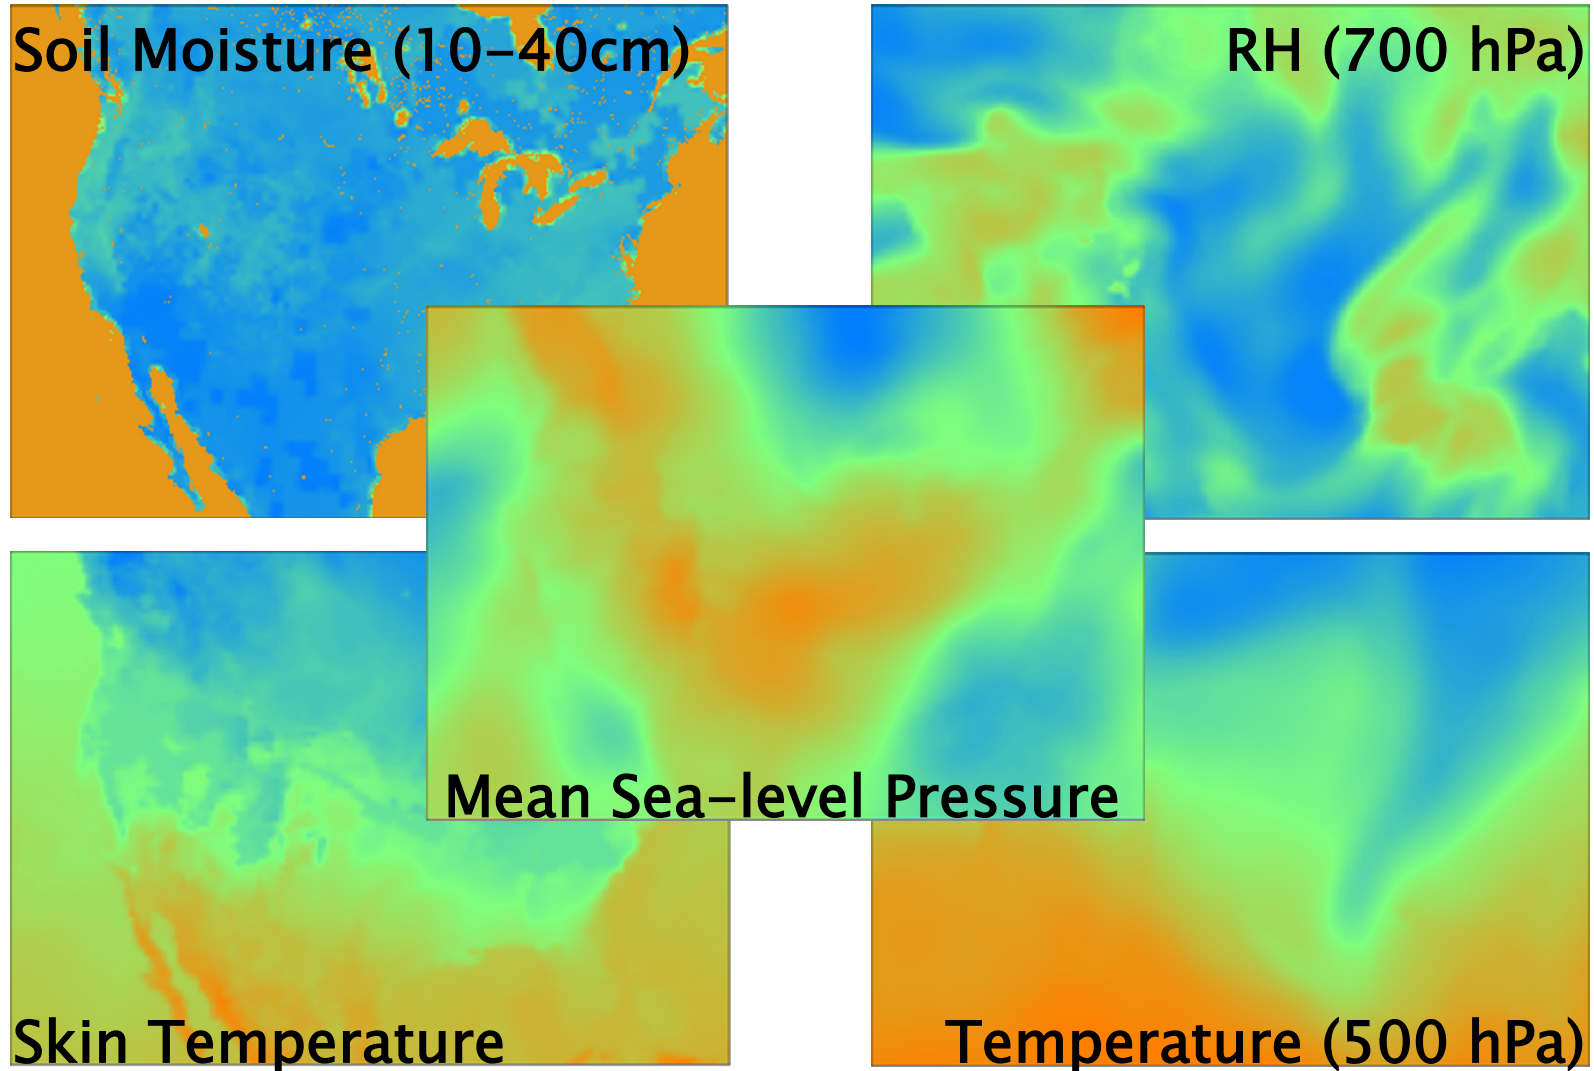 Soil Moisture (10-40cm)
RH (700 hPa)
Mean Sea-level Pressure
Skin Temperature
Temperature (500 hPa)